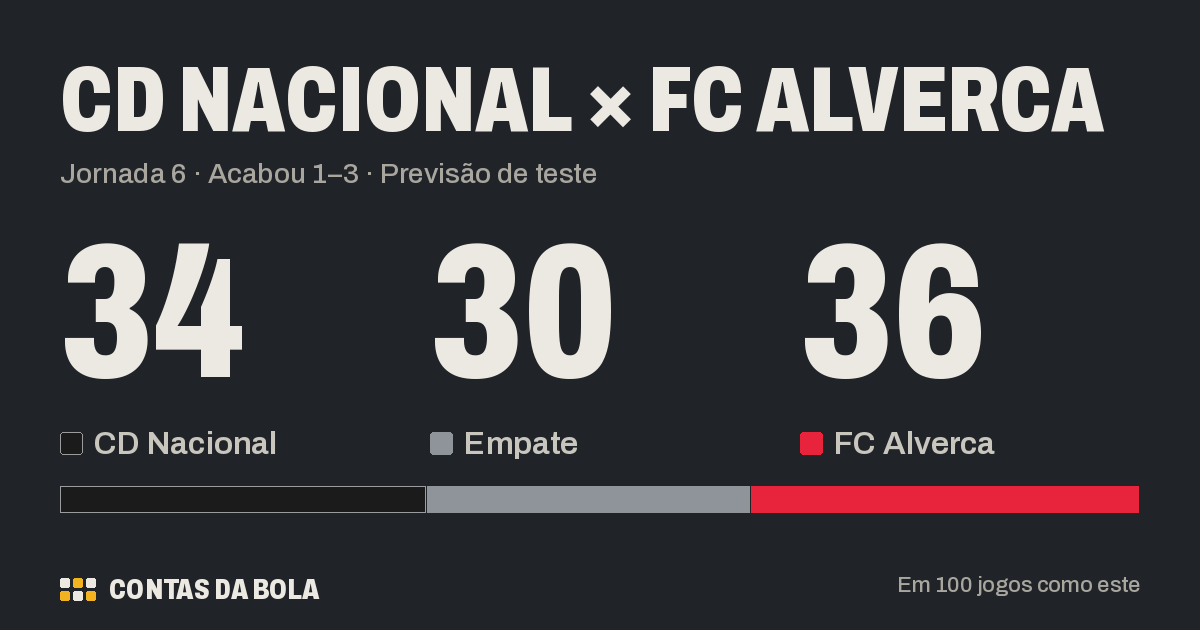 CD NACIONAL × FC ALVERCA
Jornada 6 · Acabou 1–3 · Previsão de teste
34 30 36
CD Nacional Empate FC Alverca
CONTAS DA BOLA Em 100 jogos como este